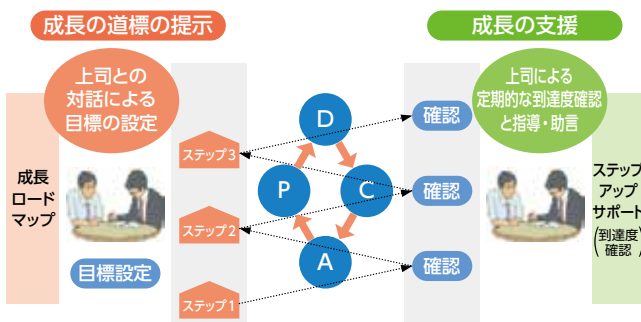 成長の道標の提示
成長の支援
上司との
対話による
目標の設定
上司による
定期的な到達度確認
と指導・助言
成長
ロード
マップ
目標設定
ステップ3
ステップ2
ステップ1
D
P
C
A
確認
確認
確認
ステップ
アップ
サポート
(到達度
確認)